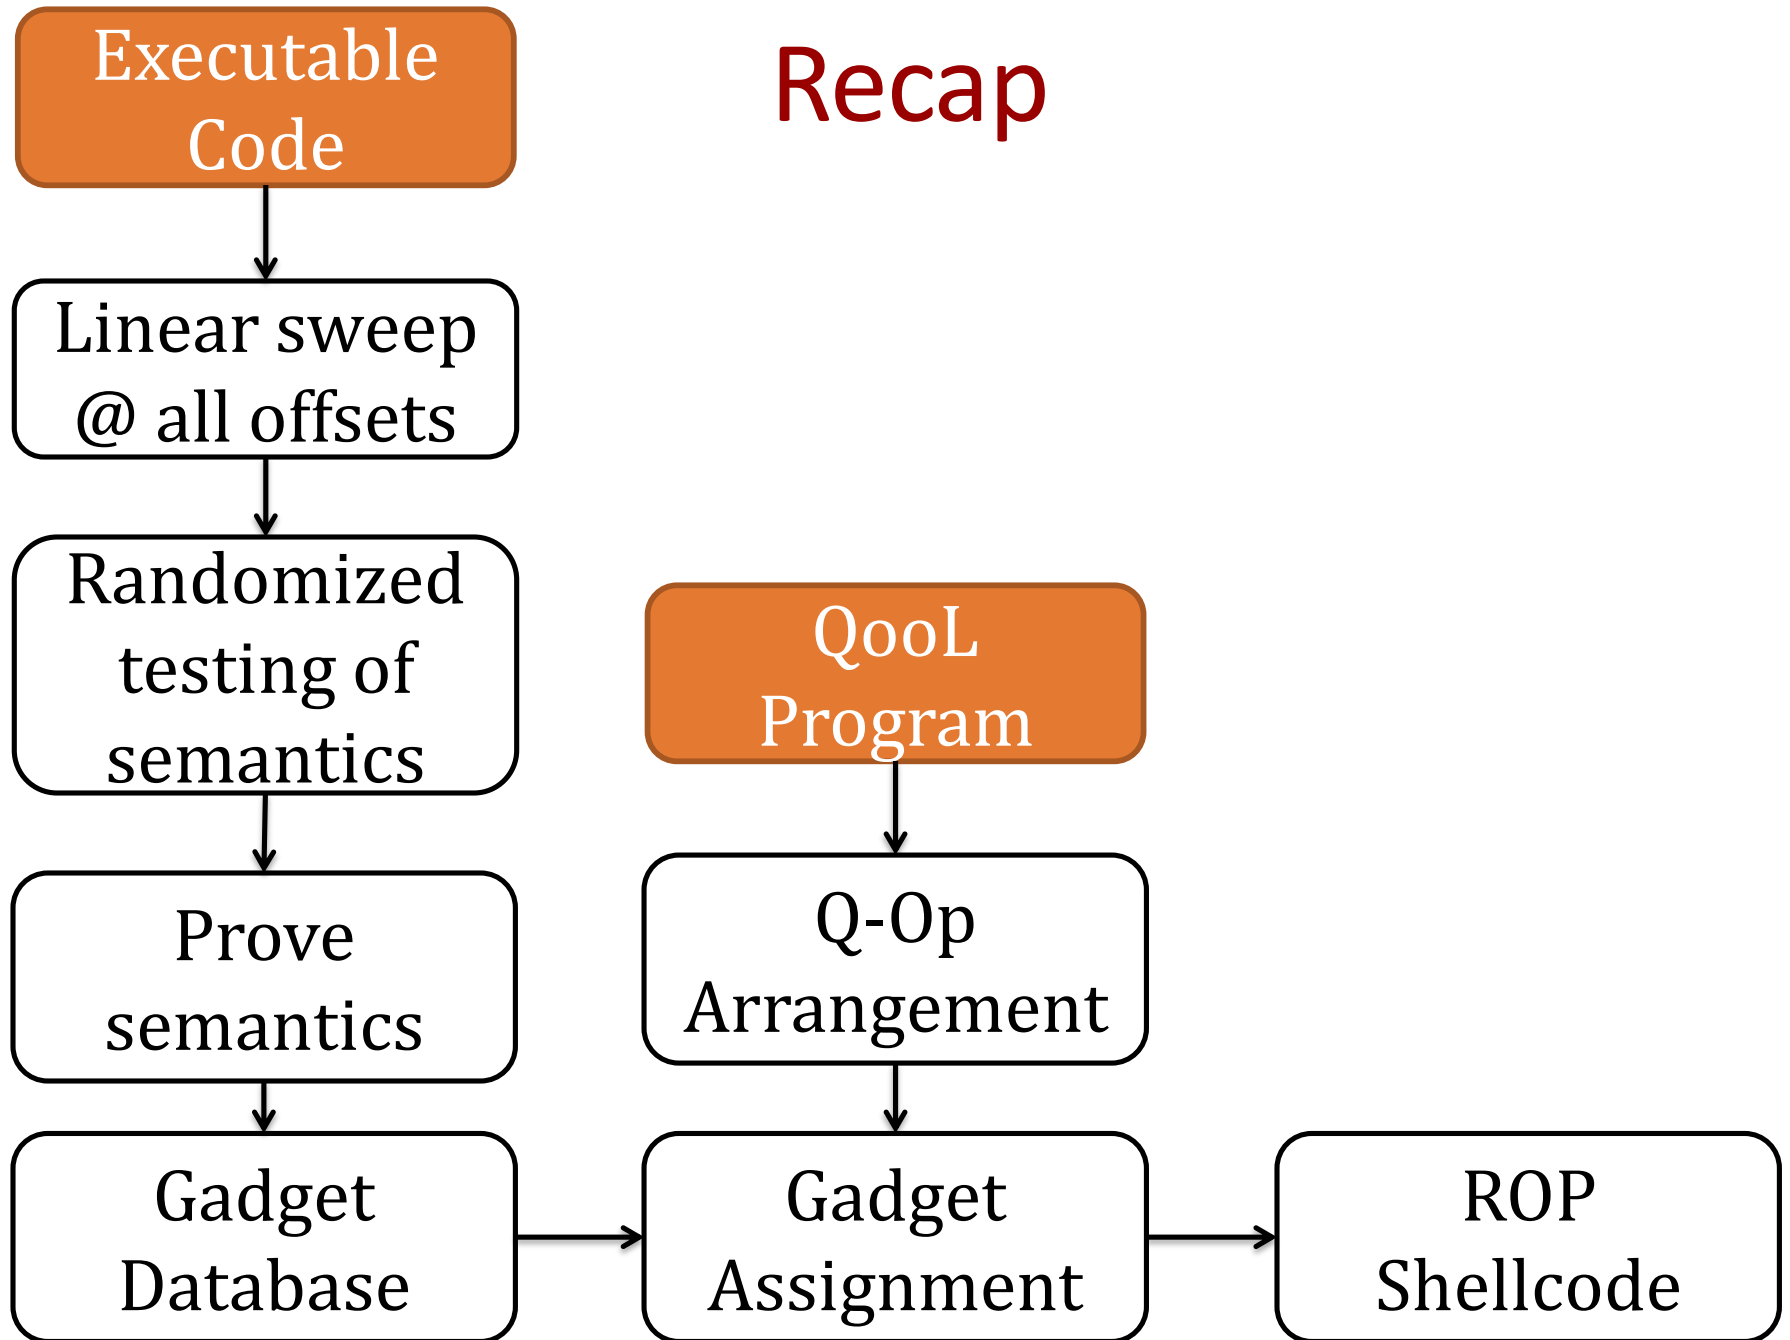 Recap
Executable
Code
Linear sweep
@ all offsets
Randomized
testing of
semantics
Prove
semantics
Gadget
Database
QooL
Program
Q-Op
Arrangement
Gadget
Assignment
ROP
Shellcode